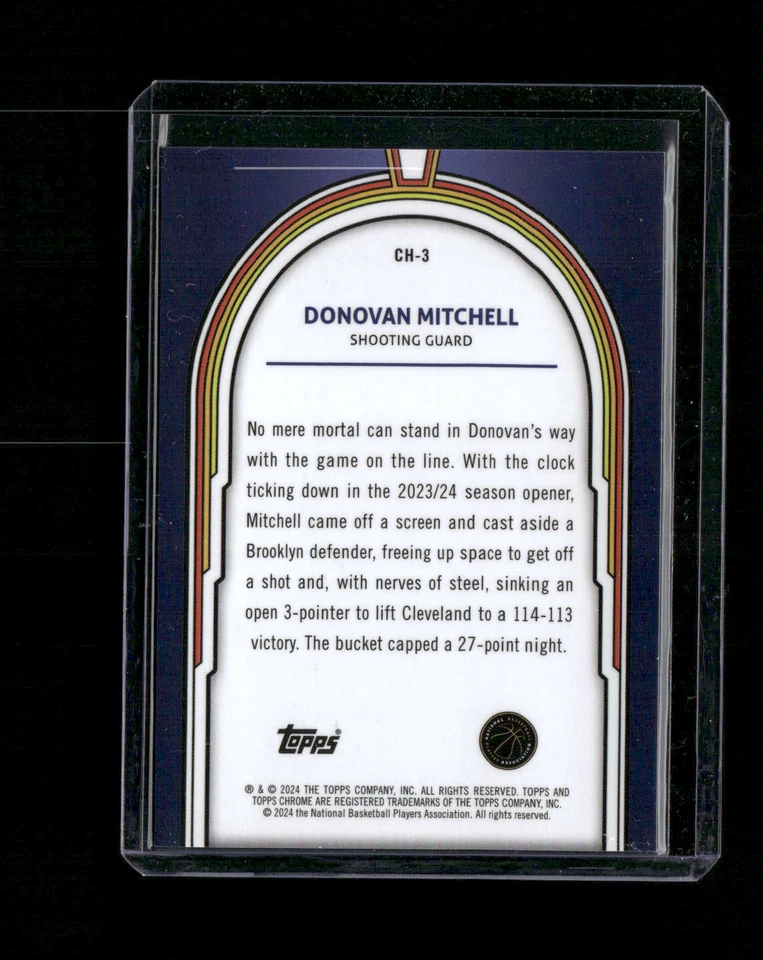 CH-3
DONOVAN MITCHELL
SHOOTING GUARD
No mere mortal can stand in Donovan's way
with the game on the line. With the clock
ticking down in the 2023/24 season opener,
Mitchell came off a screen and cast aside a
Brooklyn defender, freeing up space to get off
a shot and, with nerves of steel, sinking an
open 3-pointer to lift Cleveland to a 114-113
victory. The bucket capped a 27-point night.
topps®
NATIONAL BASKETBALL
ASSOCIATION
® & © 2024 THE TOPPS COMPANY, INC. ALL RIGHTS RESERVED. TOPPS AND
TOPPS CHROME ARE REGISTERED TRADEMARKS OF THE TOPPS COMPANY, INC.
© 2024 the National Basketball Players Association. All rights reserved.